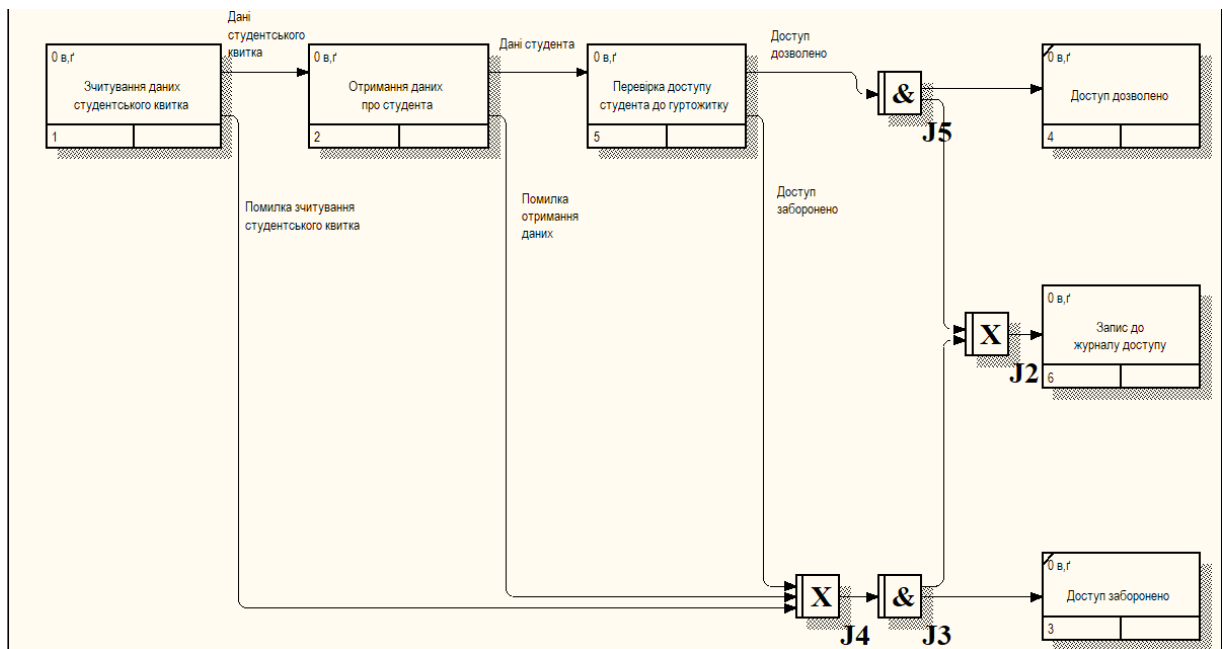 Дані
студентського
квитка
Дані студента
Доступ
дозволено
0 в,ґ
Зчитування даних
студентського квитка
1
0 в,ґ
Отримання даних
про студента
2
0 в,ґ
Перевірка доступу
студента до гуртожитку
5
&
J5
0 в,ґ
Доступ дозволено
4
Помилка зчитування
студентського квитка
Помилка
отримання
даних
Доступ
заборонено
X
J2
0 в,ґ
Запис до
журналу доступу
6
X
J4
&
J3
0 в,ґ
Доступ заборонено
3